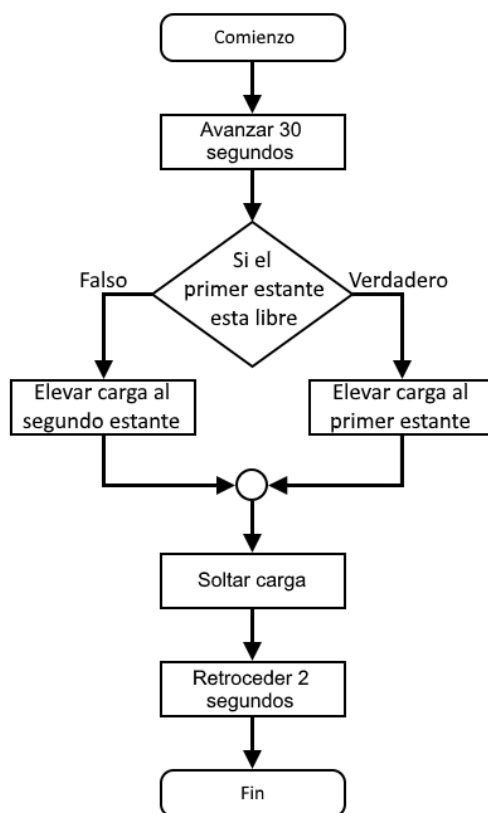 Comienzo
Avanzar 30
segundos
Si el
primer estante
esta libre
Falso
Verdadero
Elevar carga al
segundo estante
Elevar carga al
primer estante
Soltar carga
Retroceder 2
segundos
Fin